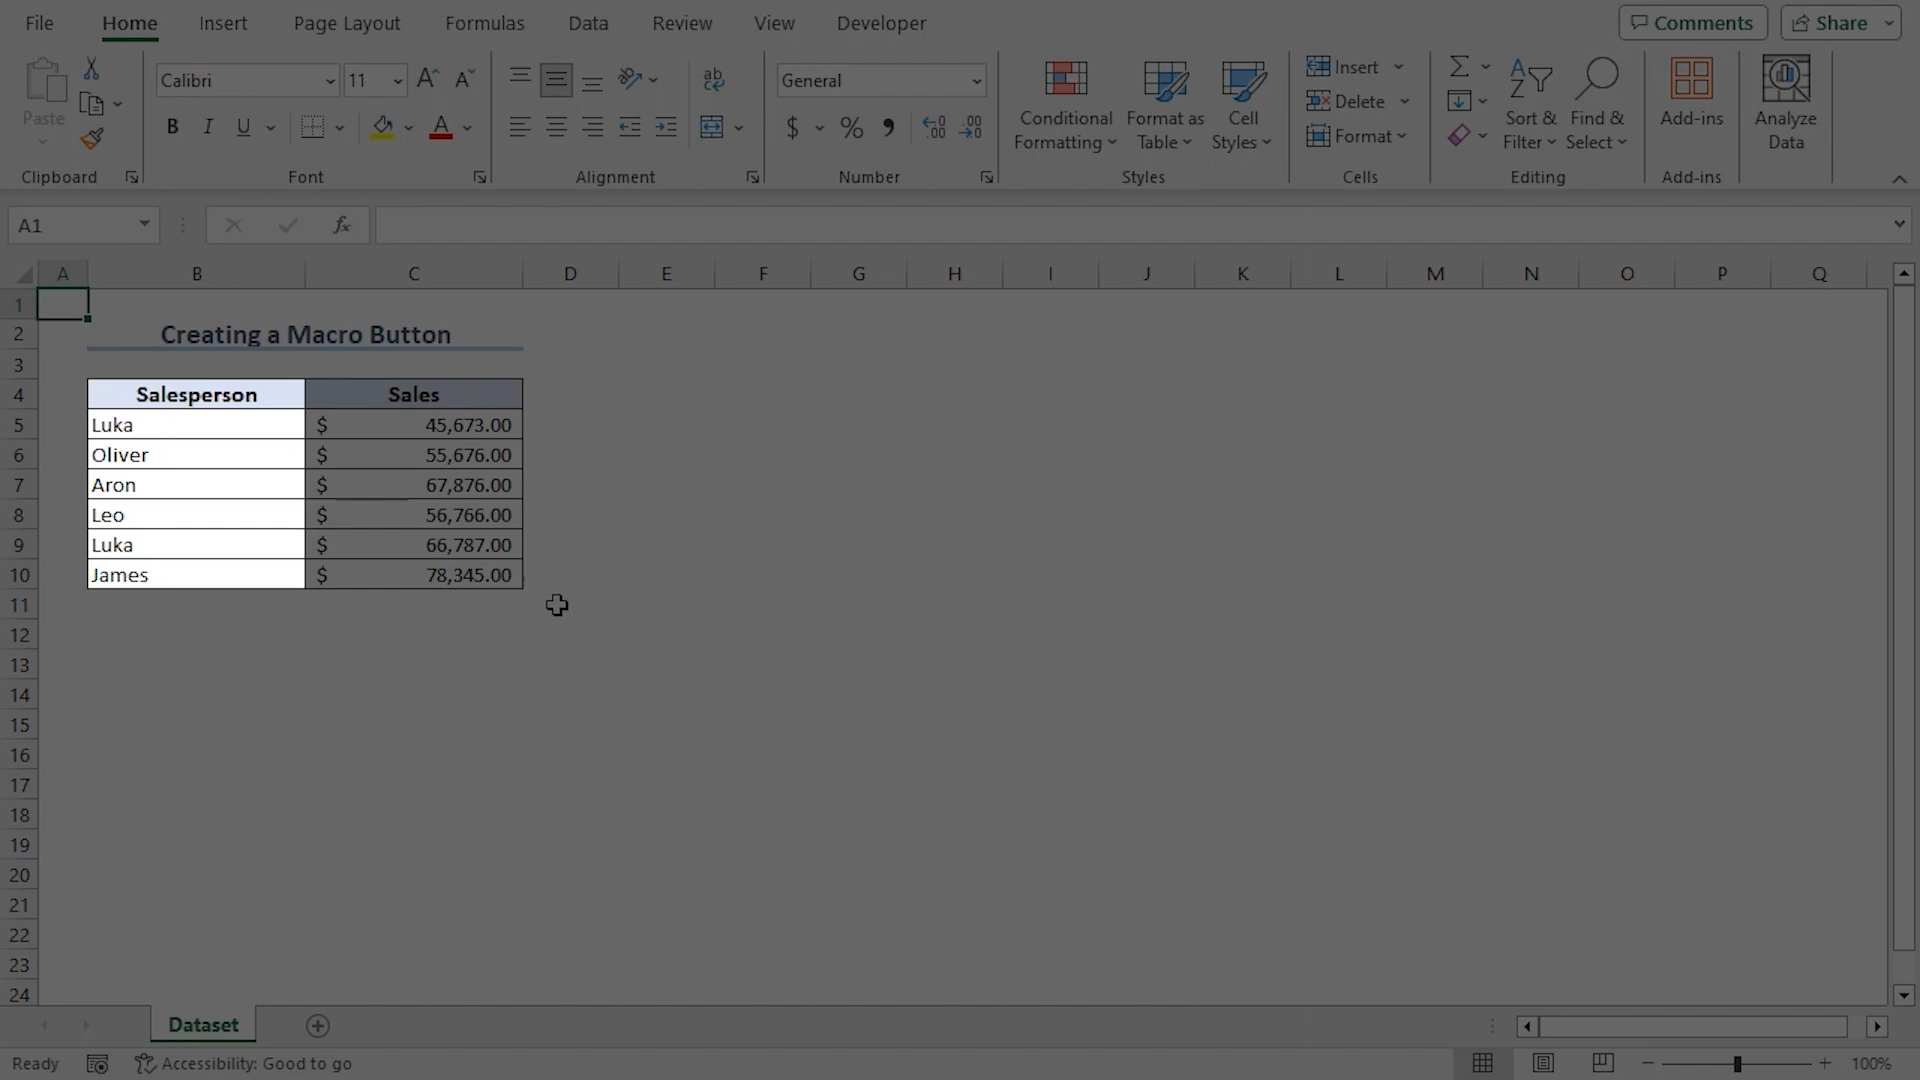 File Home Insert Page Layout Formulas Data Review View Developer Comments Share
Paste
Clipboard
Calibri 11
B I U
Font
ab
Alignment
General
$ % 9
Number
Conditional Formatting
Format as Table
Cell Styles
Styles
Insert
Delete
Format
Cells
Sort & Filter
Find & Select
Editing
Add-ins
Add-ins
Analyze Data
A1 fx
A B C D E F G H I J K L M N O P Q
1
2 Creating a Macro Button
3
4 Salesperson Sales
5 Luka $ 45,673.00
6 Oliver $ 55,676.00
7 Aron $ 67,876.00
8 Leo $ 56,766.00
9 Luka $ 66,787.00
10 James $ 78,345.00
11
12
13
14
15
16
17
18
19
20
21
22
23
24
Dataset
Ready Accessibility: Good to go 100%